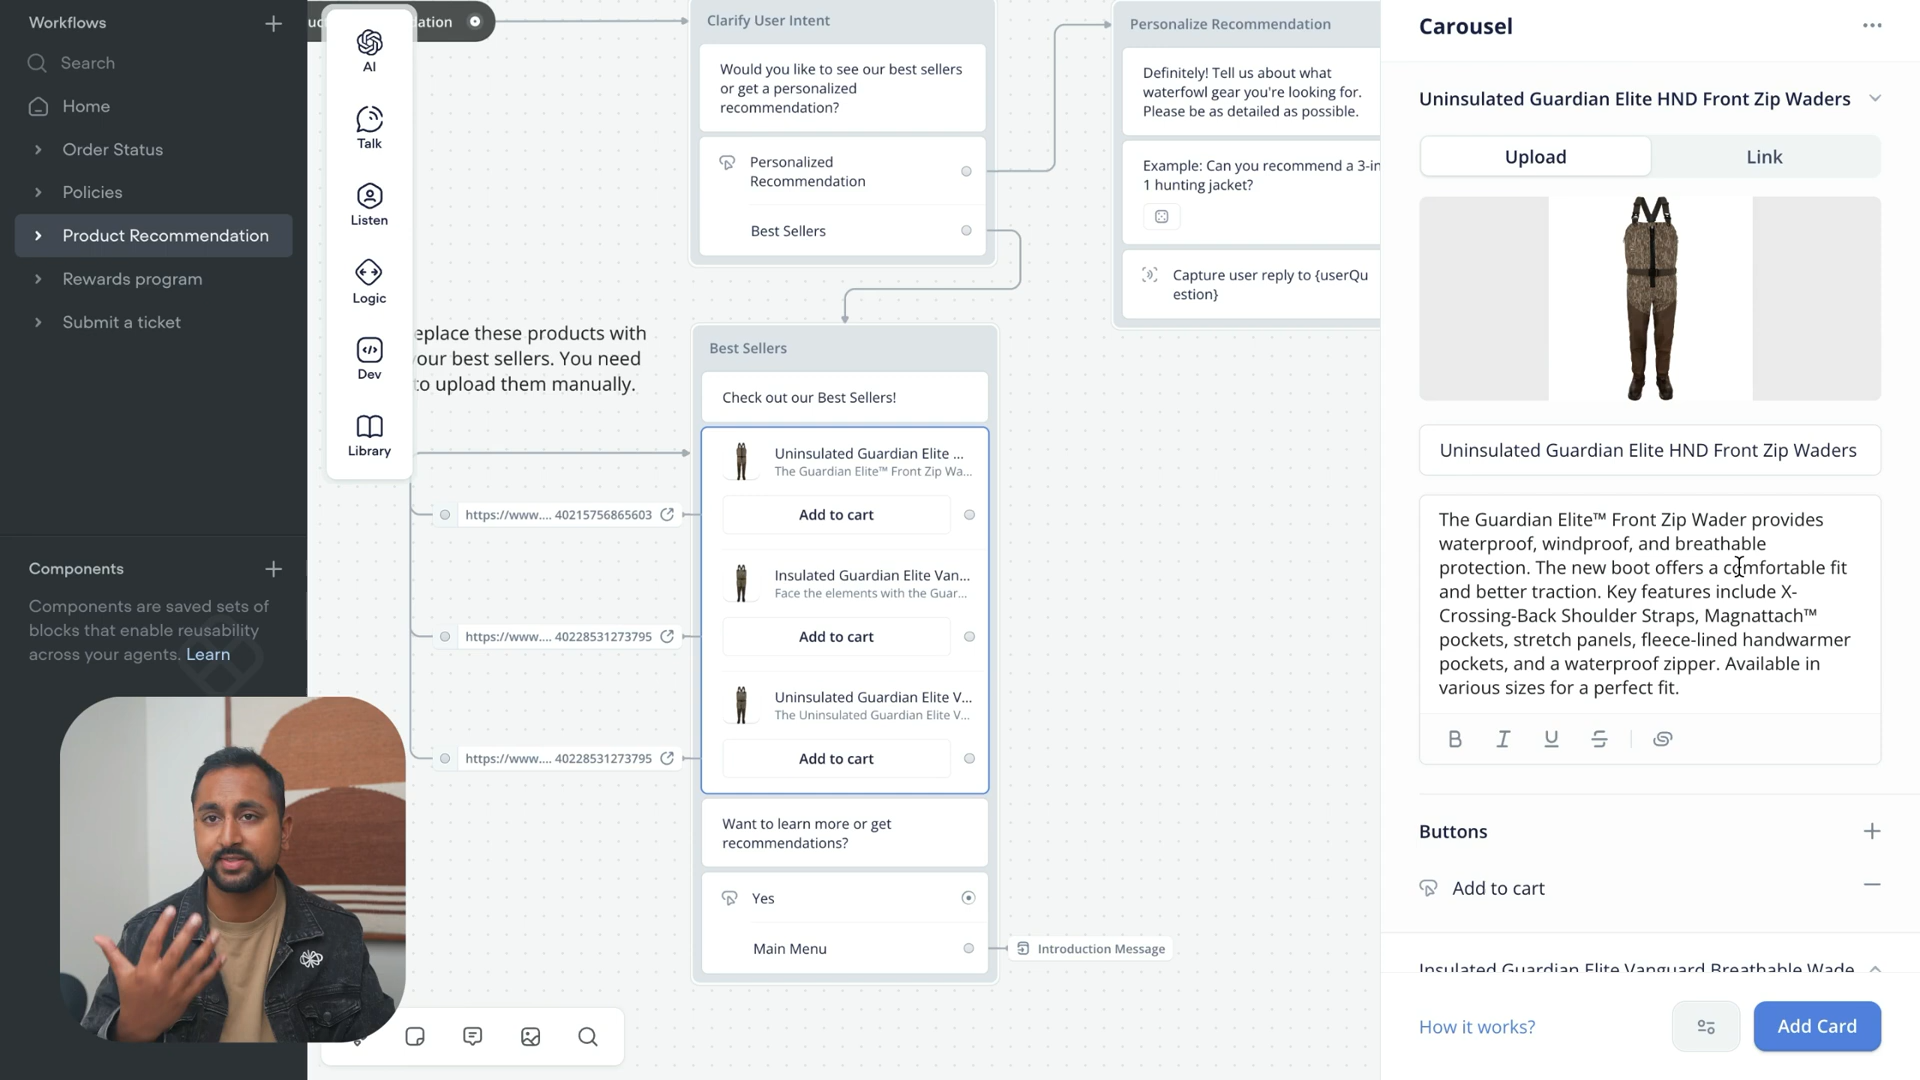 Workflows
Search
Home
Order Status
Policies
Product Recommendation
Rewards program
Submit a ticket
Components
Components are saved sets of
blocks that enable reusability
across your agents. Learn
AI
Talk
Listen
Logic
Dev
Library
eplace these products with
our best sellers. You need
to upload them manually.
https://www.... 40215756865603
https://www.... 40228531273795
https://www.... 40228531273795
Clarify User Intent
Would you like to see our best sellers
or get a personalized
recommendation?
Personalized
Recommendation
Best Sellers
Best Sellers
Check out our Best Sellers!
Uninsulated Guardian Elite ...
The Guardian Elite™ Front Zip Wa...
Add to cart
Insulated Guardian Elite Van...
Face the elements with the Guar...
Add to cart
Uninsulated Guardian Elite V...
The Uninsulated Guardian Elite V...
Add to cart
Want to learn more or get
recommendations?
Yes
Main Menu
Introduction Message
Personalize Recommendation
Definitely! Tell us about what
waterfowl gear you're looking for.
Please be as detailed as possible.
Example: Can you recommend a 3-in
1 hunting jacket?
Capture user reply to {userQu
estion}
Carousel
Uninsulated Guardian Elite HND Front Zip Waders
Upload
Link
Uninsulated Guardian Elite HND Front Zip Waders
The Guardian Elite™ Front Zip Wader provides
waterproof, windproof, and breathable
protection. The new boot offers a comfortable fit
and better traction. Key features include X-
Crossing-Back Shoulder Straps, Magnattach™
pockets, stretch panels, fleece-lined handwarmer
pockets, and a waterproof zipper. Available in
various sizes for a perfect fit.
B I U S
Buttons
Add to cart
Insulated Guardian Elite Vanguard Breathable Wade
How it works?
Add Card